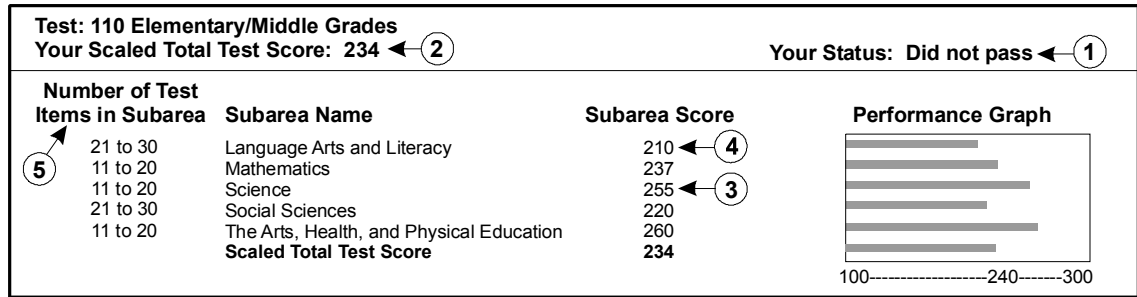 Test: 110 Elementary/Middle Grades
Your Scaled Total Test Score: 234 2
Your Status: Did not pass 1
Number of Test
Items in Subarea Subarea Name Subarea Score Performance Graph
21 to 30 Language Arts and Literacy 210 4
5 11 to 20 Mathematics 237
11 to 20 Science 255 3
21 to 30 Social Sciences 220
11 to 20 The Arts, Health, and Physical Education 260
Scaled Total Test Score 234
100--------------------240-------300